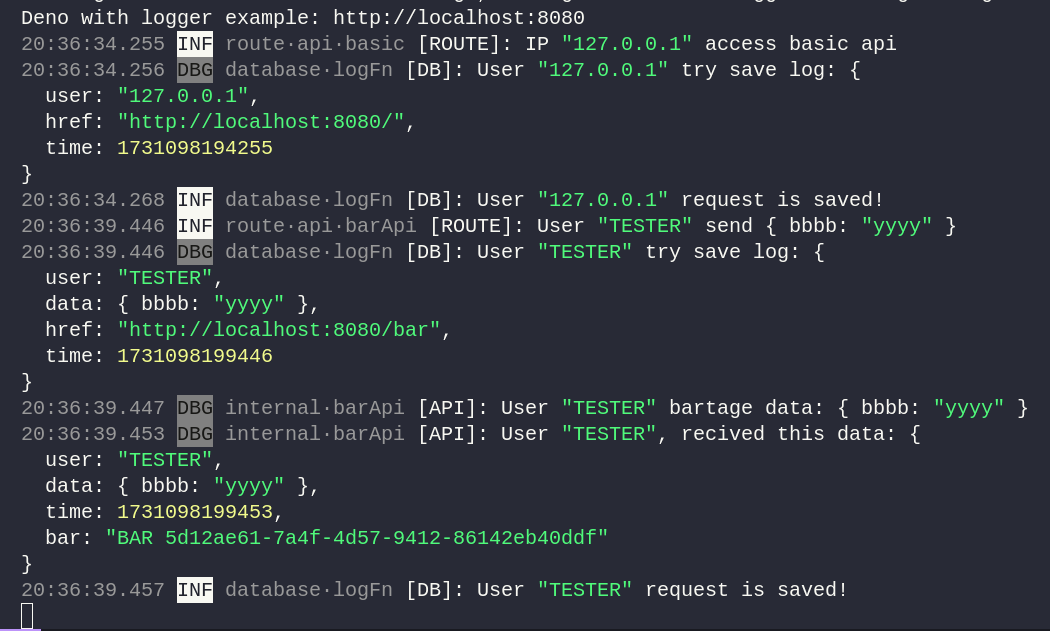 Deno with logger example: http://localhost:8080
20:36:34.255 INF route·api·basic [ROUTE]: IP "127.0.0.1" access basic api
20:36:34.256 DBG database·logFn [DB]: User "127.0.0.1" try save log: {
  user: "127.0.0.1",
  href: "http://localhost:8080/",
  time: 1731098194255
}
20:36:34.268 INF database·logFn [DB]: User "127.0.0.1" request is saved!
20:36:39.446 INF route·api·barApi [ROUTE]: User "TESTER" send { bbbb: "yyyy" }
20:36:39.446 DBG database·logFn [DB]: User "TESTER" try save log: {
  user: "TESTER",
  data: { bbbb: "yyyy" },
  href: "http://localhost:8080/bar",
  time: 1731098199446
}
20:36:39.447 DBG internal·barApi [API]: User "TESTER" bartage data: { bbbb: "yyyy" }
20:36:39.453 DBG internal·barApi [API]: User "TESTER", recived this data: {
  user: "TESTER",
  data: { bbbb: "yyyy" },
  time: 1731098199453,
  bar: "BAR 5d12ae61-7a4f-4d57-9412-86142eb40ddf"
}
20:36:39.457 INF database·logFn [DB]: User "TESTER" request is saved!